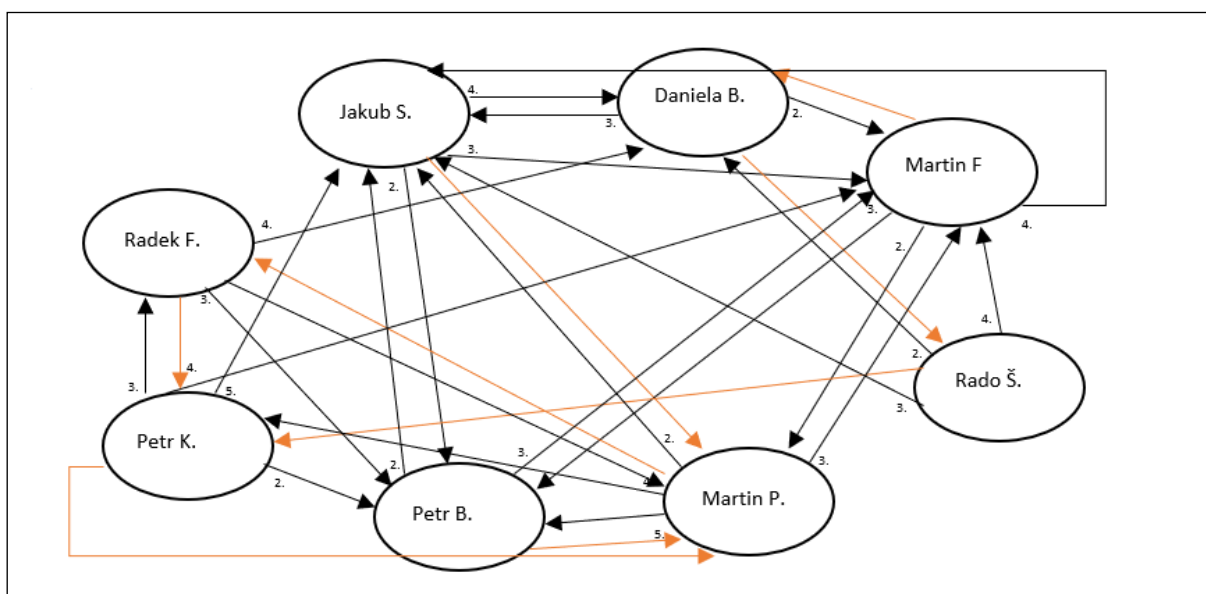 Jakub S.
4.
Daniela B.
3.
2.
Martin F
3.
2.
3.
4.
Radek F.
4.
2.
3.
4.
2.
Rado Š.
3.
3.
4.
5.
Petr K.
2.
2.
3.
2.
3.
4.
Petr B.
Martin P.
5.